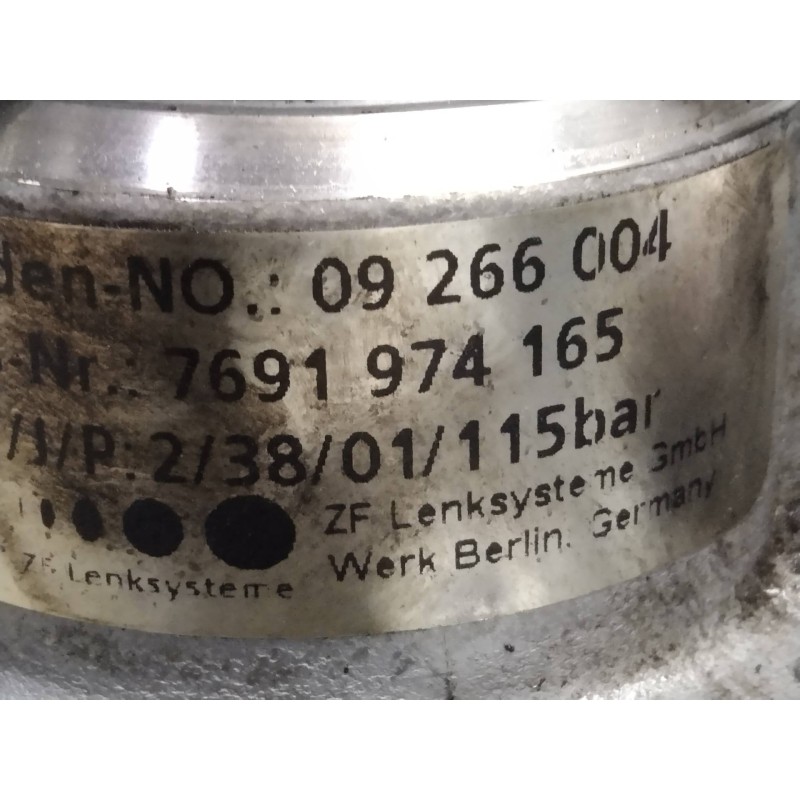 den-NO.: 09 266 004
-Nr.: 7691 974 165
/J/P:2/38/01/115bar
ZF Lenksysteme GmbH
Werk Berlin, Germany
ZF Lenksysteme